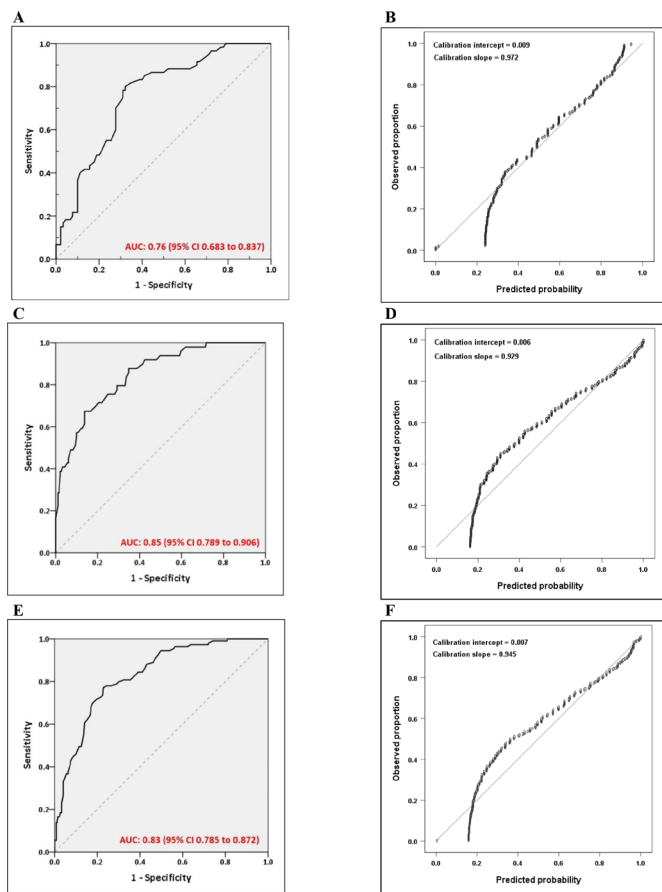 A
1.0
0.8
0.6
0.4
0.2
0.0
0.0 0.2 0.4 0.6 0.8 1.0
Sensitivity
1 - Specificity
AUC: 0.76 (95% CI 0.683 to 0.837)
B
Calibration intercept = 0.009
Calibration slope = 0.972
1.0
0.8
0.6
0.4
0.2
0.0
0.0 0.2 0.4 0.6 0.8 1.0
Observed proportion
Predicted probability
C
1.0
0.8
0.6
0.4
0.2
0.0
0.0 0.2 0.4 0.6 0.8 1.0
Sensitivity
1 - Specificity
AUC: 0.85 (95% CI 0.789 to 0.906)
D
Calibration intercept = 0.006
Calibration slope = 0.929
1.0
0.8
0.6
0.4
0.2
0.0
0.0 0.2 0.4 0.6 0.8 1.0
Observed proportion
Predicted probability
E
1.0
0.8
0.6
0.4
0.2
0.0
0.0 0.2 0.4 0.6 0.8 1.0
Sensitivity
1 - Specificity
AUC: 0.83 (95% CI 0.785 to 0.872)
F
Calibration intercept = 0.007
Calibration slope = 0.945
1.0
0.8
0.6
0.4
0.2
0.0
0.0 0.2 0.4 0.6 0.8 1.0
Observed proportion
Predicted probability